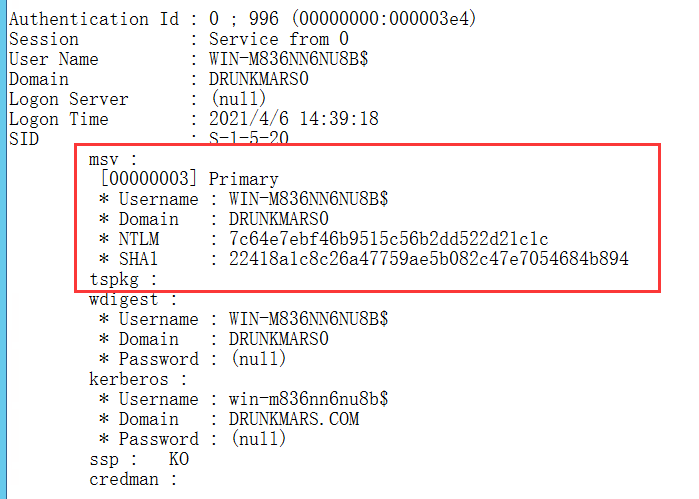 Authentication Id : 0 ; 996 (00000000:000003e4)
Session           : Service from 0
User Name         : WIN-M836NN6NU8B$
Domain            : DRUNKMARS0
Logon Server      : (null)
Logon Time        : 2021/4/6 14:39:18
SID               : S-1-5-20
        msv :
         [00000003] Primary
         * Username : WIN-M836NN6NU8B$
         * Domain   : DRUNKMARS0
         * NTLM     : 7c64e7ebf46b9515c56b2dd522d21c1c
         * SHA1     : 22418a1c8c26a47759ae5b082c47e7054684b894
        tspkg :
        wdigest :
         * Username : WIN-M836NN6NU8B$
         * Domain   : DRUNKMARS0
         * Password : (null)
        kerberos :
         * Username : win-m836nn6nu8b$
         * Domain   : DRUNKMARS.COM
         * Password : (null)
        ssp :   KO
        credman :